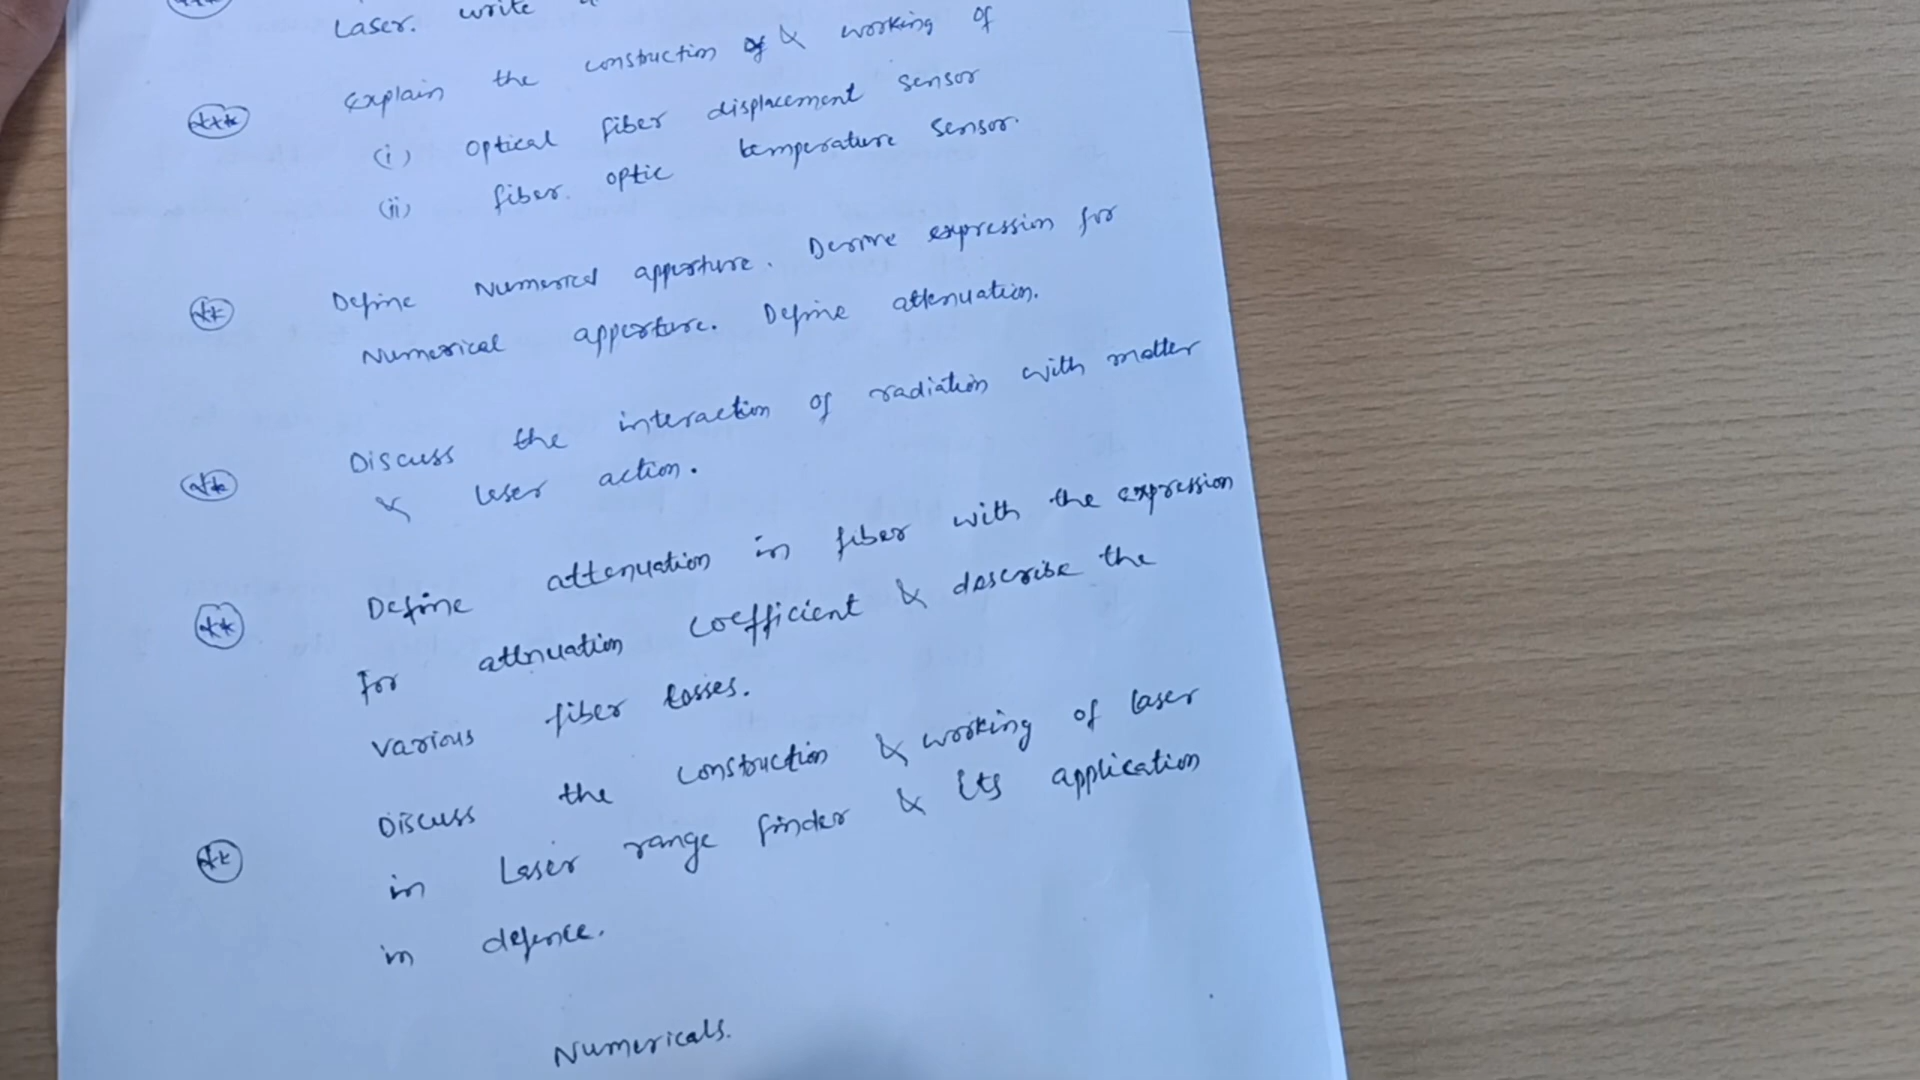 Laser. write
*** Explain the construction & working of
(i) optical fiber displacement sensor
(ii) fiber optic temperature sensor.
** Define Numerical apperture. Derive expression for
Numerical apperture. Define attenuation.
** Discuss the interaction of radiation with matter
& laser action.
** Define attenuation in fiber with the expression
for attnuation coefficient & describe the
various fiber losses.
** Discuss the construction & working of laser
in Laser range finder & its application
in defence.
Numericals.